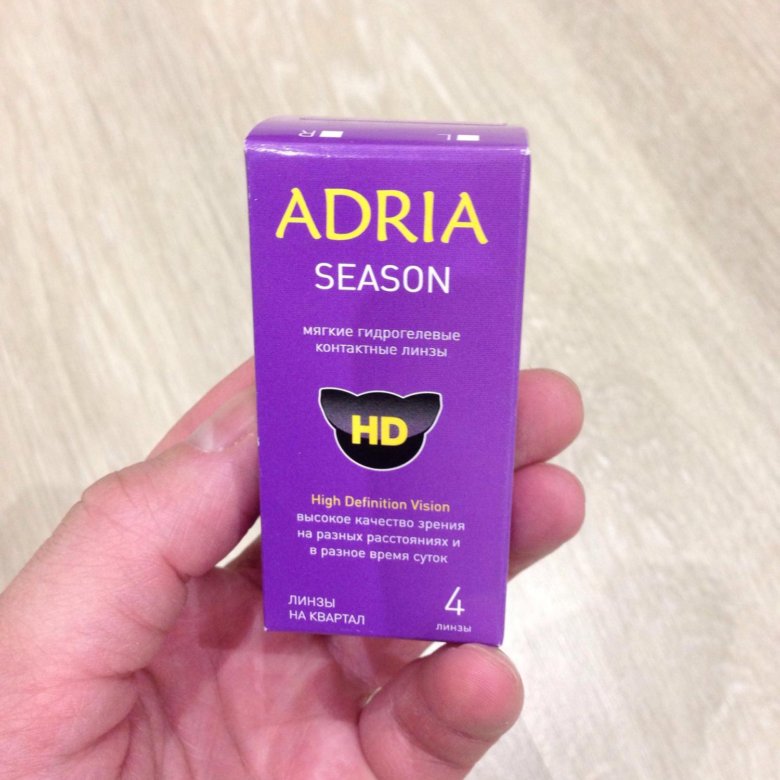 R L
ADRIA
SEASON
мягкие гидрогелевые
контактные линзы
HD
High Definition Vision
высокое качество зрения
на разных расстояниях и
в разное время суток
ЛИНЗЫ
НА КВАРТАЛ
4
ЛИНЗЫ